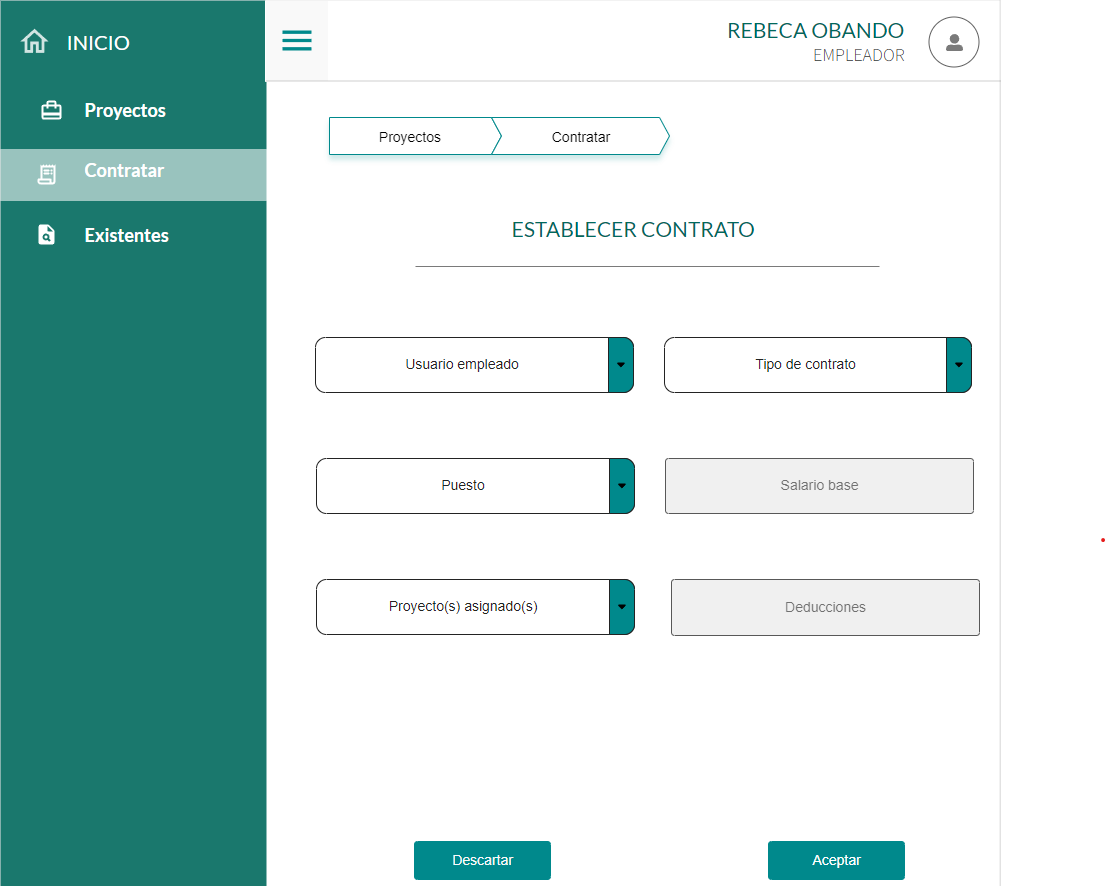 INICIO
REBECA OBANDO
EMPLEADOR
Proyectos
Contratar
Existentes
Proyectos
Contratar
ESTABLECER CONTRATO
Usuario empleado
Tipo de contrato
Puesto
Salario base
Proyecto(s) asignado(s)
Deducciones
Descartar
Aceptar